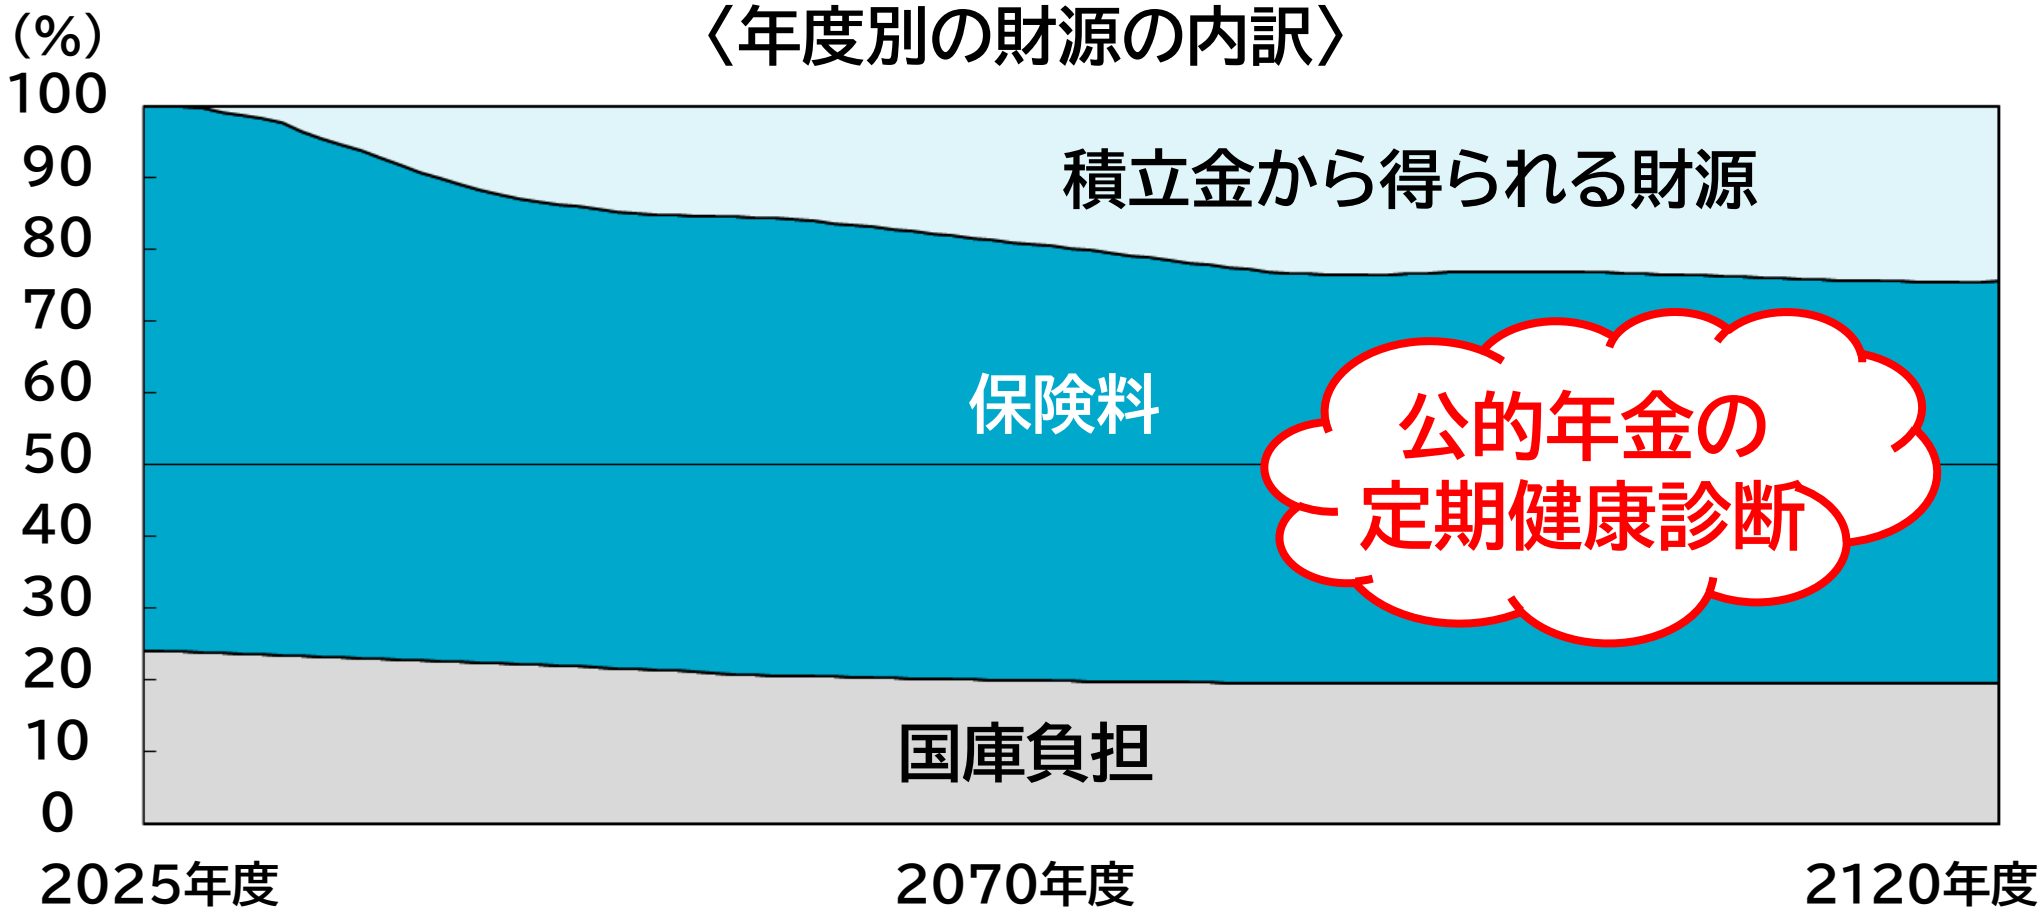 〈年度別の財源の内訳〉
(%)
100
90
80
70
60
50
40
30
20
10
0
積立金から得られる財源
保険料
公的年金の
定期健康診断
国庫負担
2025年度
2070年度
2120年度